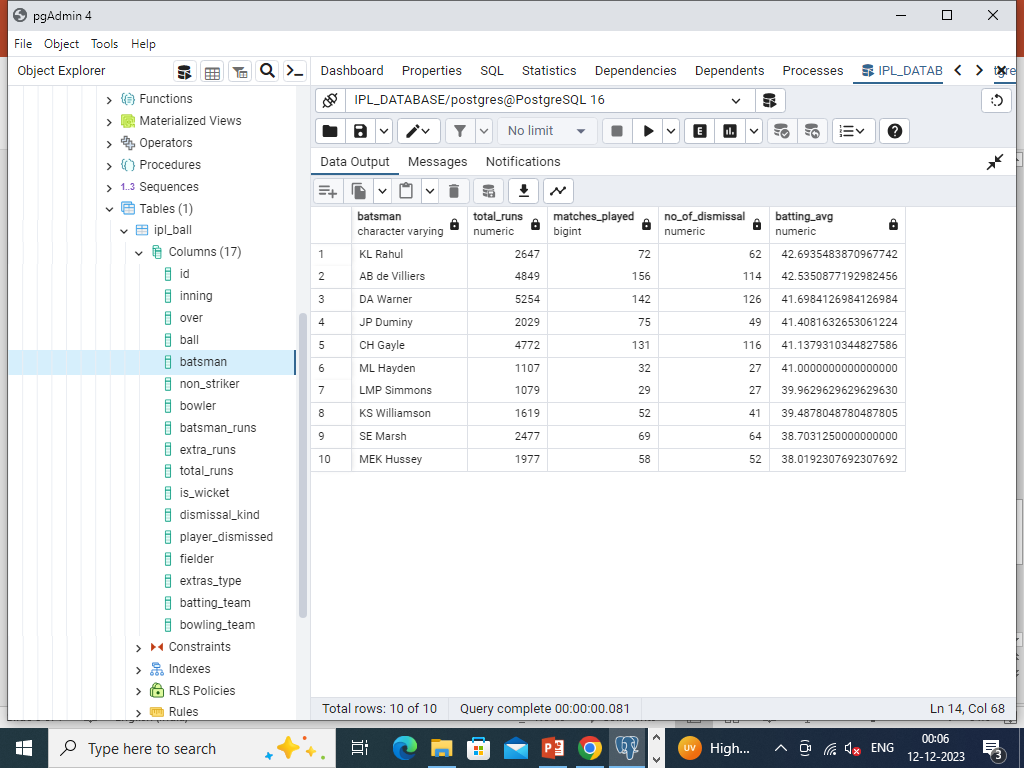 pgAdmin 4
File Object Tools Help
Object Explorer
Dashboard Properties SQL Statistics Dependencies Dependents Processes IPL_DATAB
Functions
Materialized Views
Operators
Procedures
1..3 Sequences
Tables (1)
ipl_ball
Columns (17)
id
inning
over
ball
batsman
non_striker
bowler
batsman_runs
extra_runs
total_runs
is_wicket
dismissal_kind
player_dismissed
fielder
extras_type
batting_team
bowling_team
Constraints
Indexes
RLS Policies
Rules
IPL_DATABASE/postgres@PostgreSQL 16
No limit
E
Data Output Messages Notifications
batsman total_runs matches_played no_of_dismissal batting_avg
character varying numeric bigint numeric numeric
1 KL Rahul 2647 72 62 42.6935483870967742
2 AB de Villiers 4849 156 114 42.5350877192982456
3 DA Warner 5254 142 126 41.6984126984126984
4 JP Duminy 2029 75 49 41.4081632653061224
5 CH Gayle 4772 131 116 41.1379310344827586
6 ML Hayden 1107 32 27 41.0000000000000000
7 LMP Simmons 1079 29 27 39.9629629629629630
8 KS Williamson 1619 52 41 39.4878048780487805
9 SE Marsh 2477 69 64 38.7031250000000000
10 MEK Hussey 1977 58 52 38.0192307692307692
Total rows: 10 of 10 Query complete 00:00:00.081 Ln 14, Col 68
Type here to search
UV High... ENG
00:06
12-12-2023
3